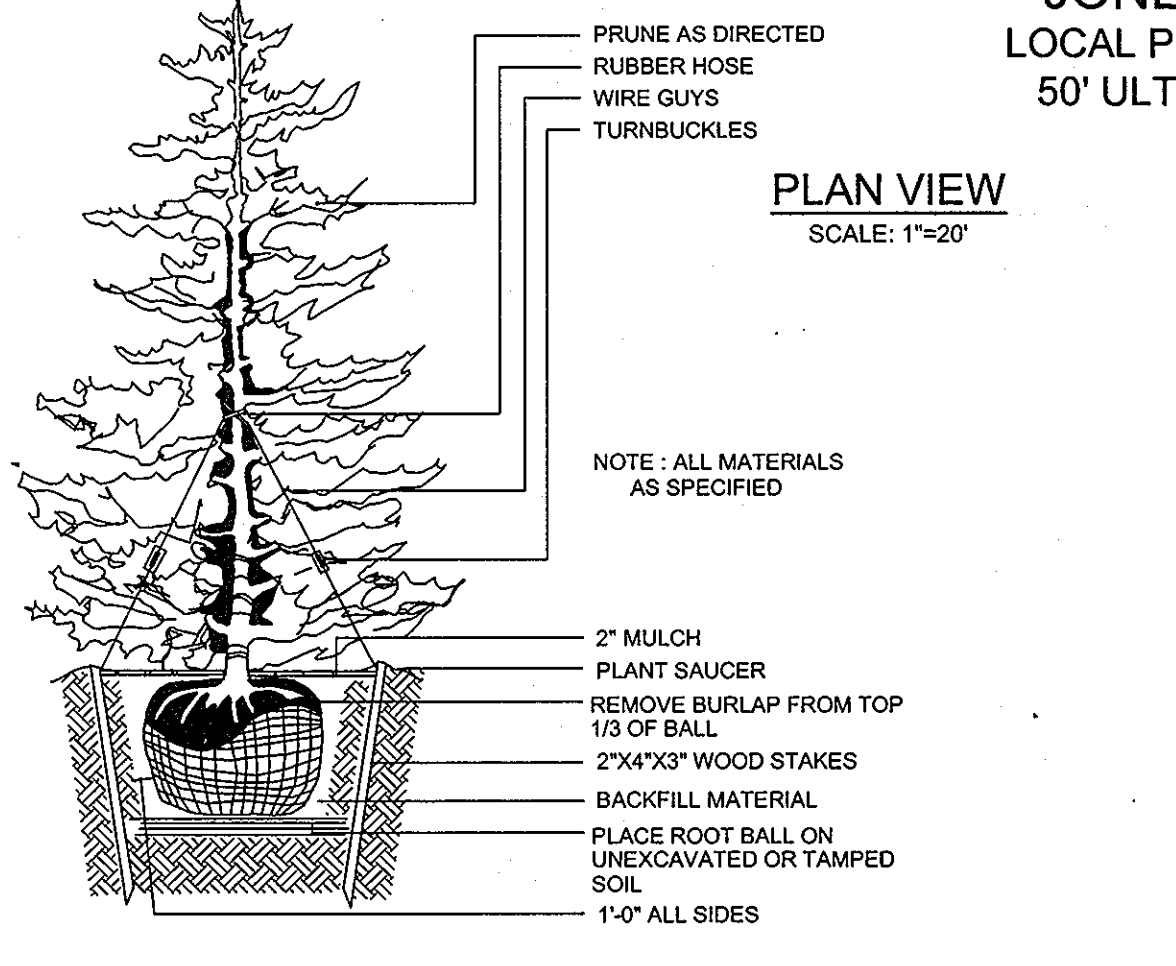 PRUNE AS DIRECTED
RUBBER HOSE
WIRE GUYS
TURNBUCKLES
LOCAL P
50' ULT
PLAN VIEW
SCALE: 1"=20'
NOTE : ALL MATERIALS
AS SPECIFIED
2" MULCH
PLANT SAUCER
REMOVE BURLAP FROM TOP
1/3 OF BALL
2"X4"X3" WOOD STAKES
BACKFILL MATERIAL
PLACE ROOT BALL ON
UNEXCAVATED OR TAMPED
SOIL
1'-0" ALL SIDES